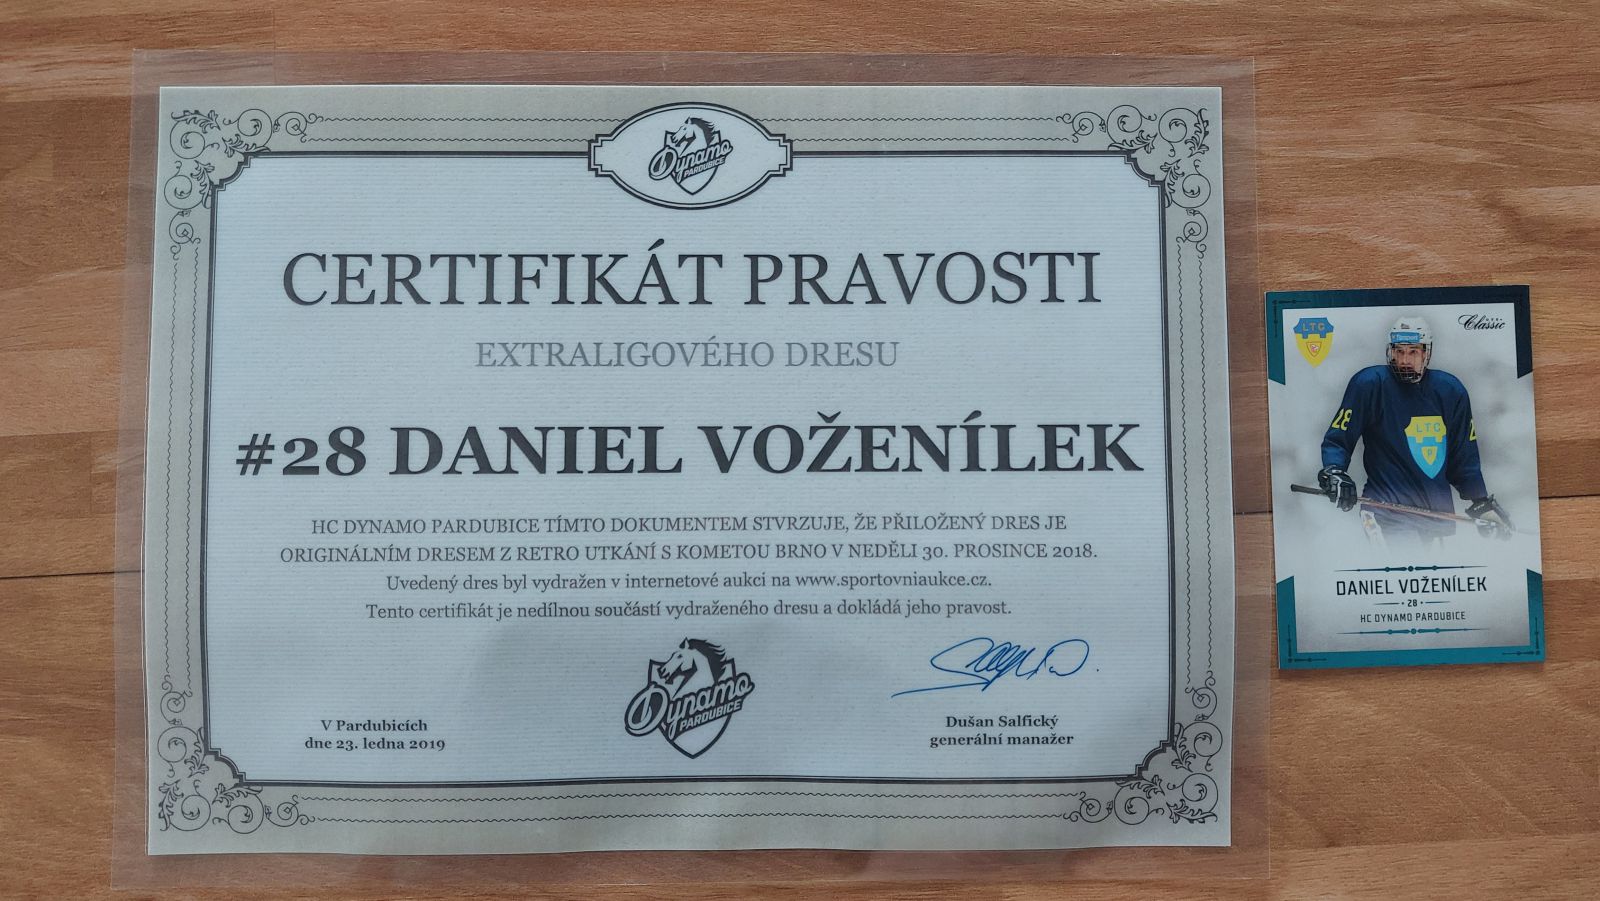 Dynamo
PARDUBICE
CERTIFIKÁT PRAVOSTI
EXTRALIGOVÉHO DRESU
#28 DANIEL VOŽENÍLEK
HC DYNAMO PARDUBICE TÍMTO DOKUMENTEM STVRZUJE, ŽE PŘILOŽENÝ DRES JE
ORIGINÁLNÍM DRESEM Z RETRO UTKÁNÍ S KOMETOU BRNO V NEDĚLI 30. PROSINCE 2018.
Uvedený dres byl vydražen v internetové aukci na www.sportovniaukce.cz.
Tento certifikát je nedílnou součástí vydraženého dresu a dokládá jeho pravost.
Dynamo
PARDUBICE
V Pardubicích
dne 23. ledna 2019
Dušan Salfický
generální manažer
LTC
Classic
28
LTC
P
DANIEL VOŽENÍLEK
28
HC DYNAMO PARDUBICE